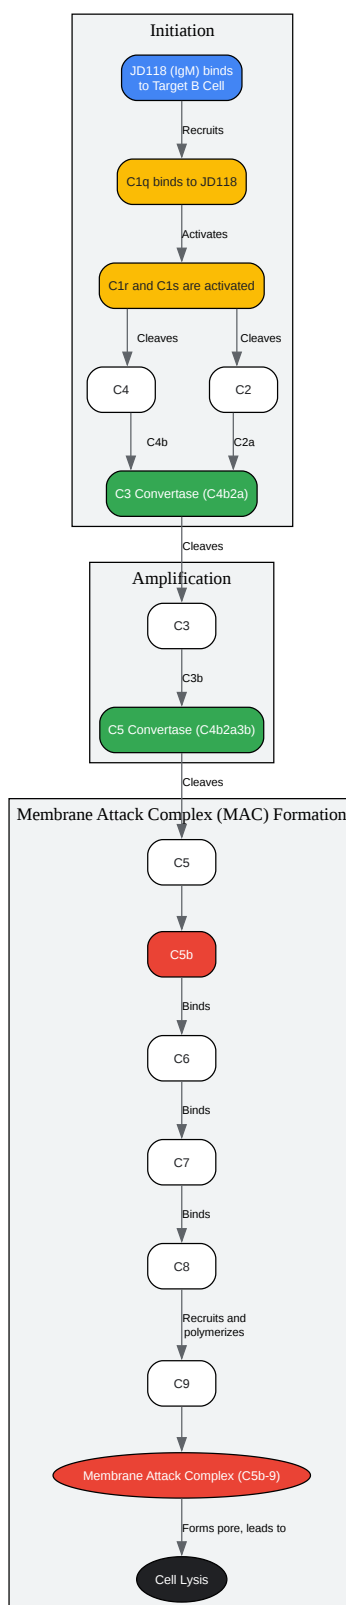 Initiation
JD118 (IgM) binds
to Target B Cell
Recruits
C1q binds to JD118
Activates
C1r and C1s are activated
Cleaves
Cleaves
C4
C2
C4b
C2a
C3 Convertase (C4b2a)
Cleaves
Amplification
C3
C3b
C5 Convertase (C4b2a3b)
Cleaves
Membrane Attack Complex (MAC) Formation
C5
C5b
Binds
C6
Binds
C7
Binds
C8
Recruits and
polymerizes
C9
Membrane Attack Complex (C5b-9)
Forms pore, leads to
Cell Lysis